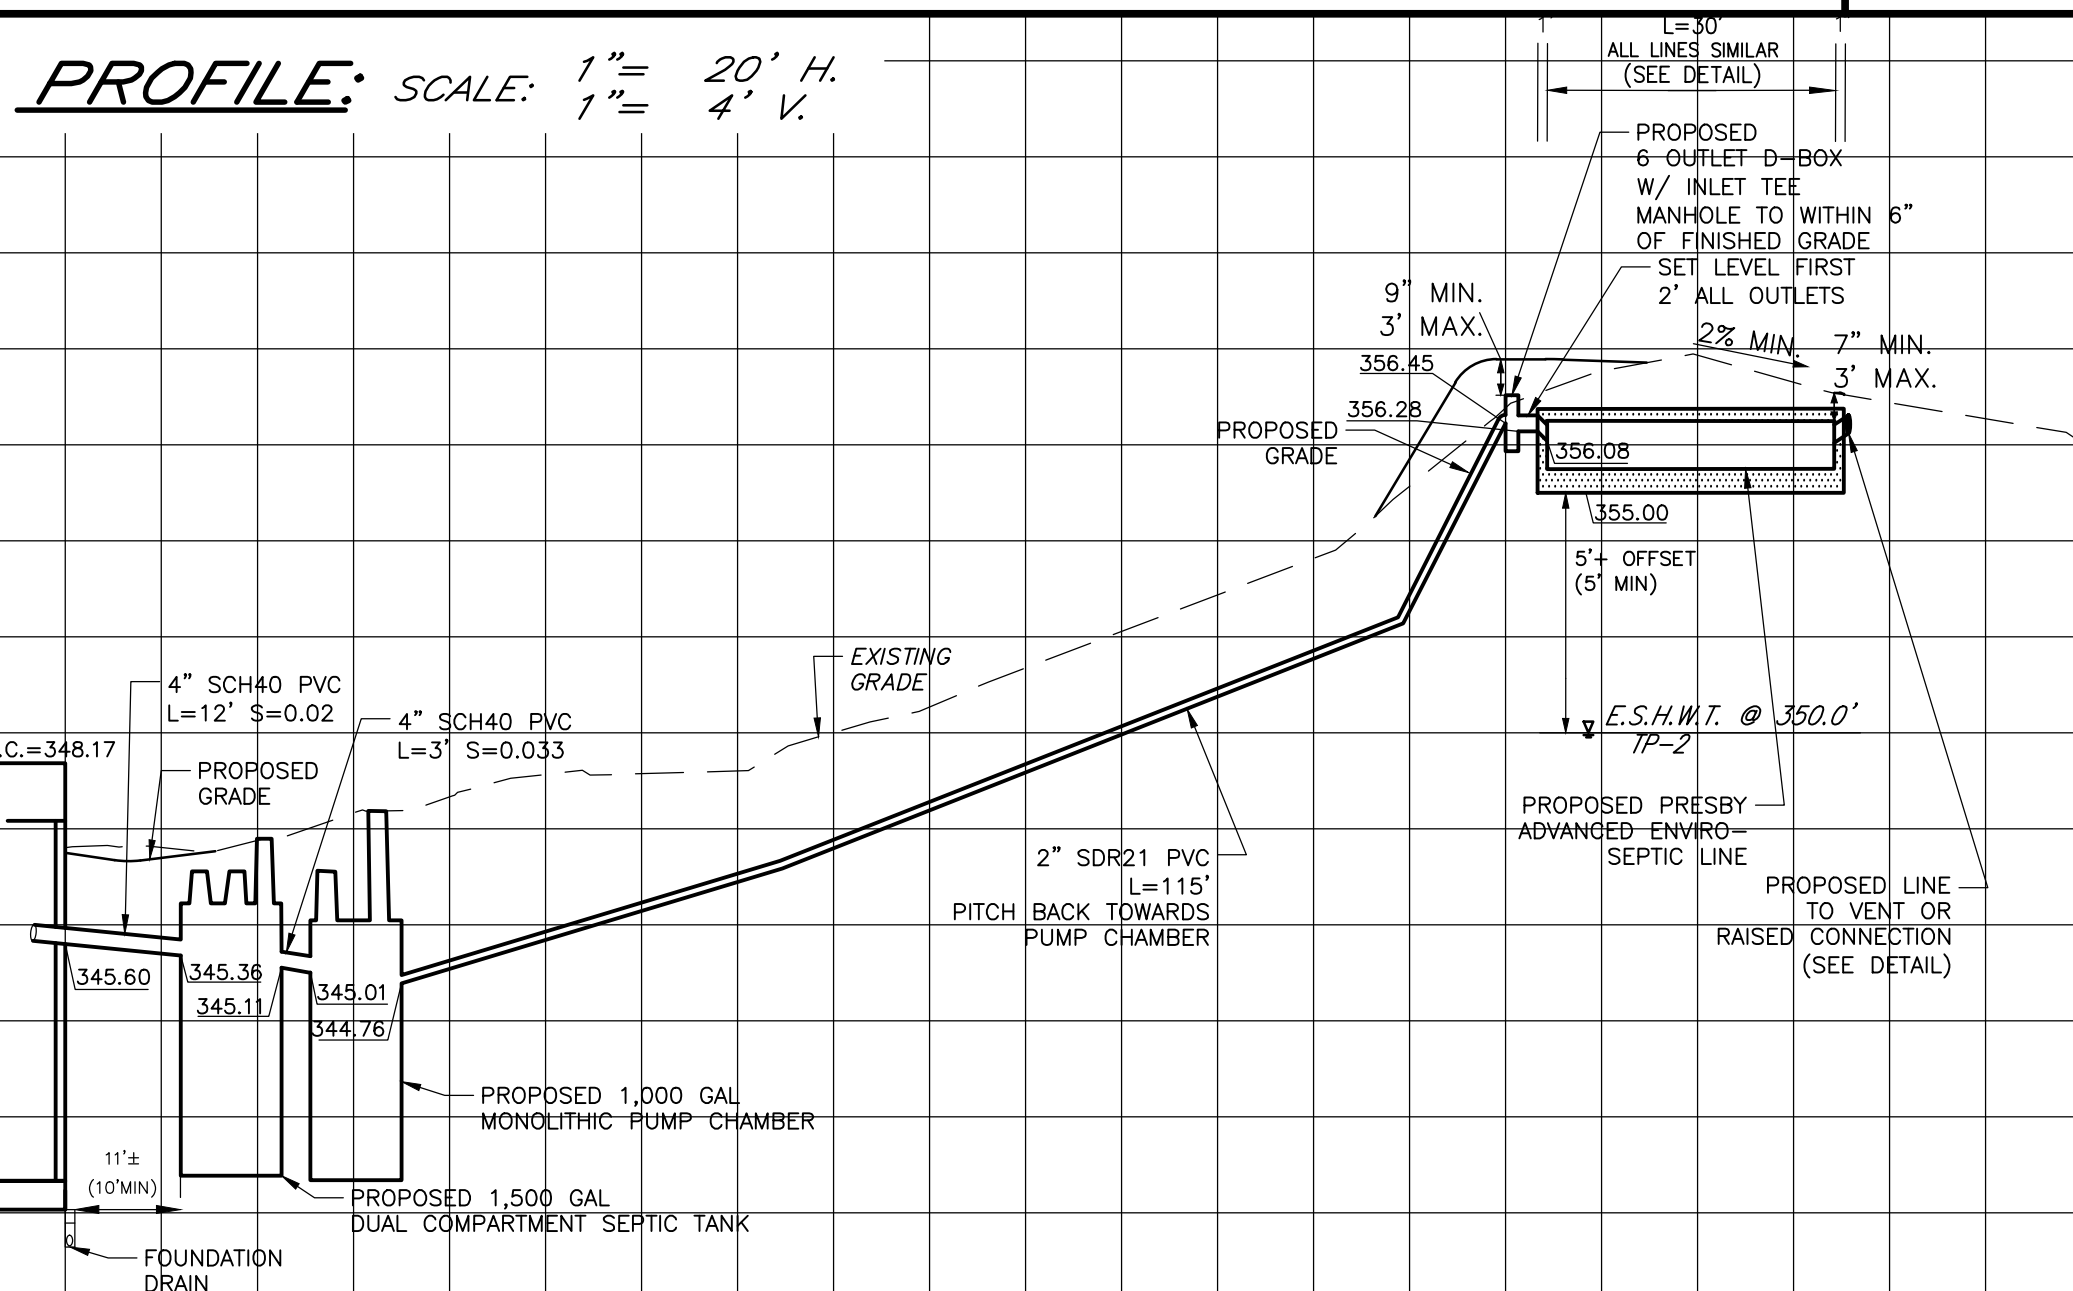 PROFILE: SCALE: 1"= 20' H.
1"= 4' V.
L=30'
ALL LINES SIMILAR
(SEE DETAIL)
PROPOSED
6 OUTLET D-BOX
W/ INLET TEE
MANHOLE TO WITHIN 6"
OF FINISHED GRADE
SET LEVEL FIRST
2' ALL OUTLETS
9" MIN.
3' MAX.
2% MIN.
7" MIN.
3' MAX.
356.45
356.28
PROPOSED
GRADE
356.08
355.00
5'+ OFFSET
(5' MIN)
EXISTING
GRADE
E.S.H.W.T. @ 350.0'
TP-2
4" SCH40 PVC
L=12' S=0.02
4" SCH40 PVC
L=3' S=0.033
.C.=348.17
PROPOSED
GRADE
PROPOSED PRESBY
ADVANCED ENVIRO-
SEPTIC LINE
2" SDR21 PVC
L=115'
PITCH BACK TOWARDS
PUMP CHAMBER
PROPOSED LINE
TO VENT OR
RAISED CONNECTION
(SEE DETAIL)
345.60
345.36
345.11
345.01
344.76
PROPOSED 1,000 GAL
MONOLITHIC PUMP CHAMBER
11'±
(10'MIN)
PROPOSED 1,500 GAL
DUAL COMPARTMENT SEPTIC TANK
FOUNDATION
DRAIN